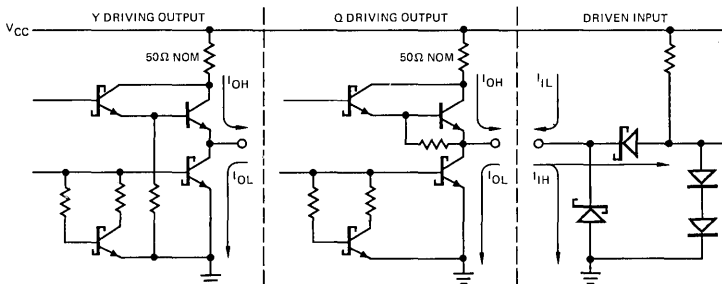 Y DRIVING OUTPUT
Q DRIVING OUTPUT
DRIVEN INPUT
VCC
50Ω NOM
IOH
50Ω NOM
IOH
IIL
IOL
IOL
IIH